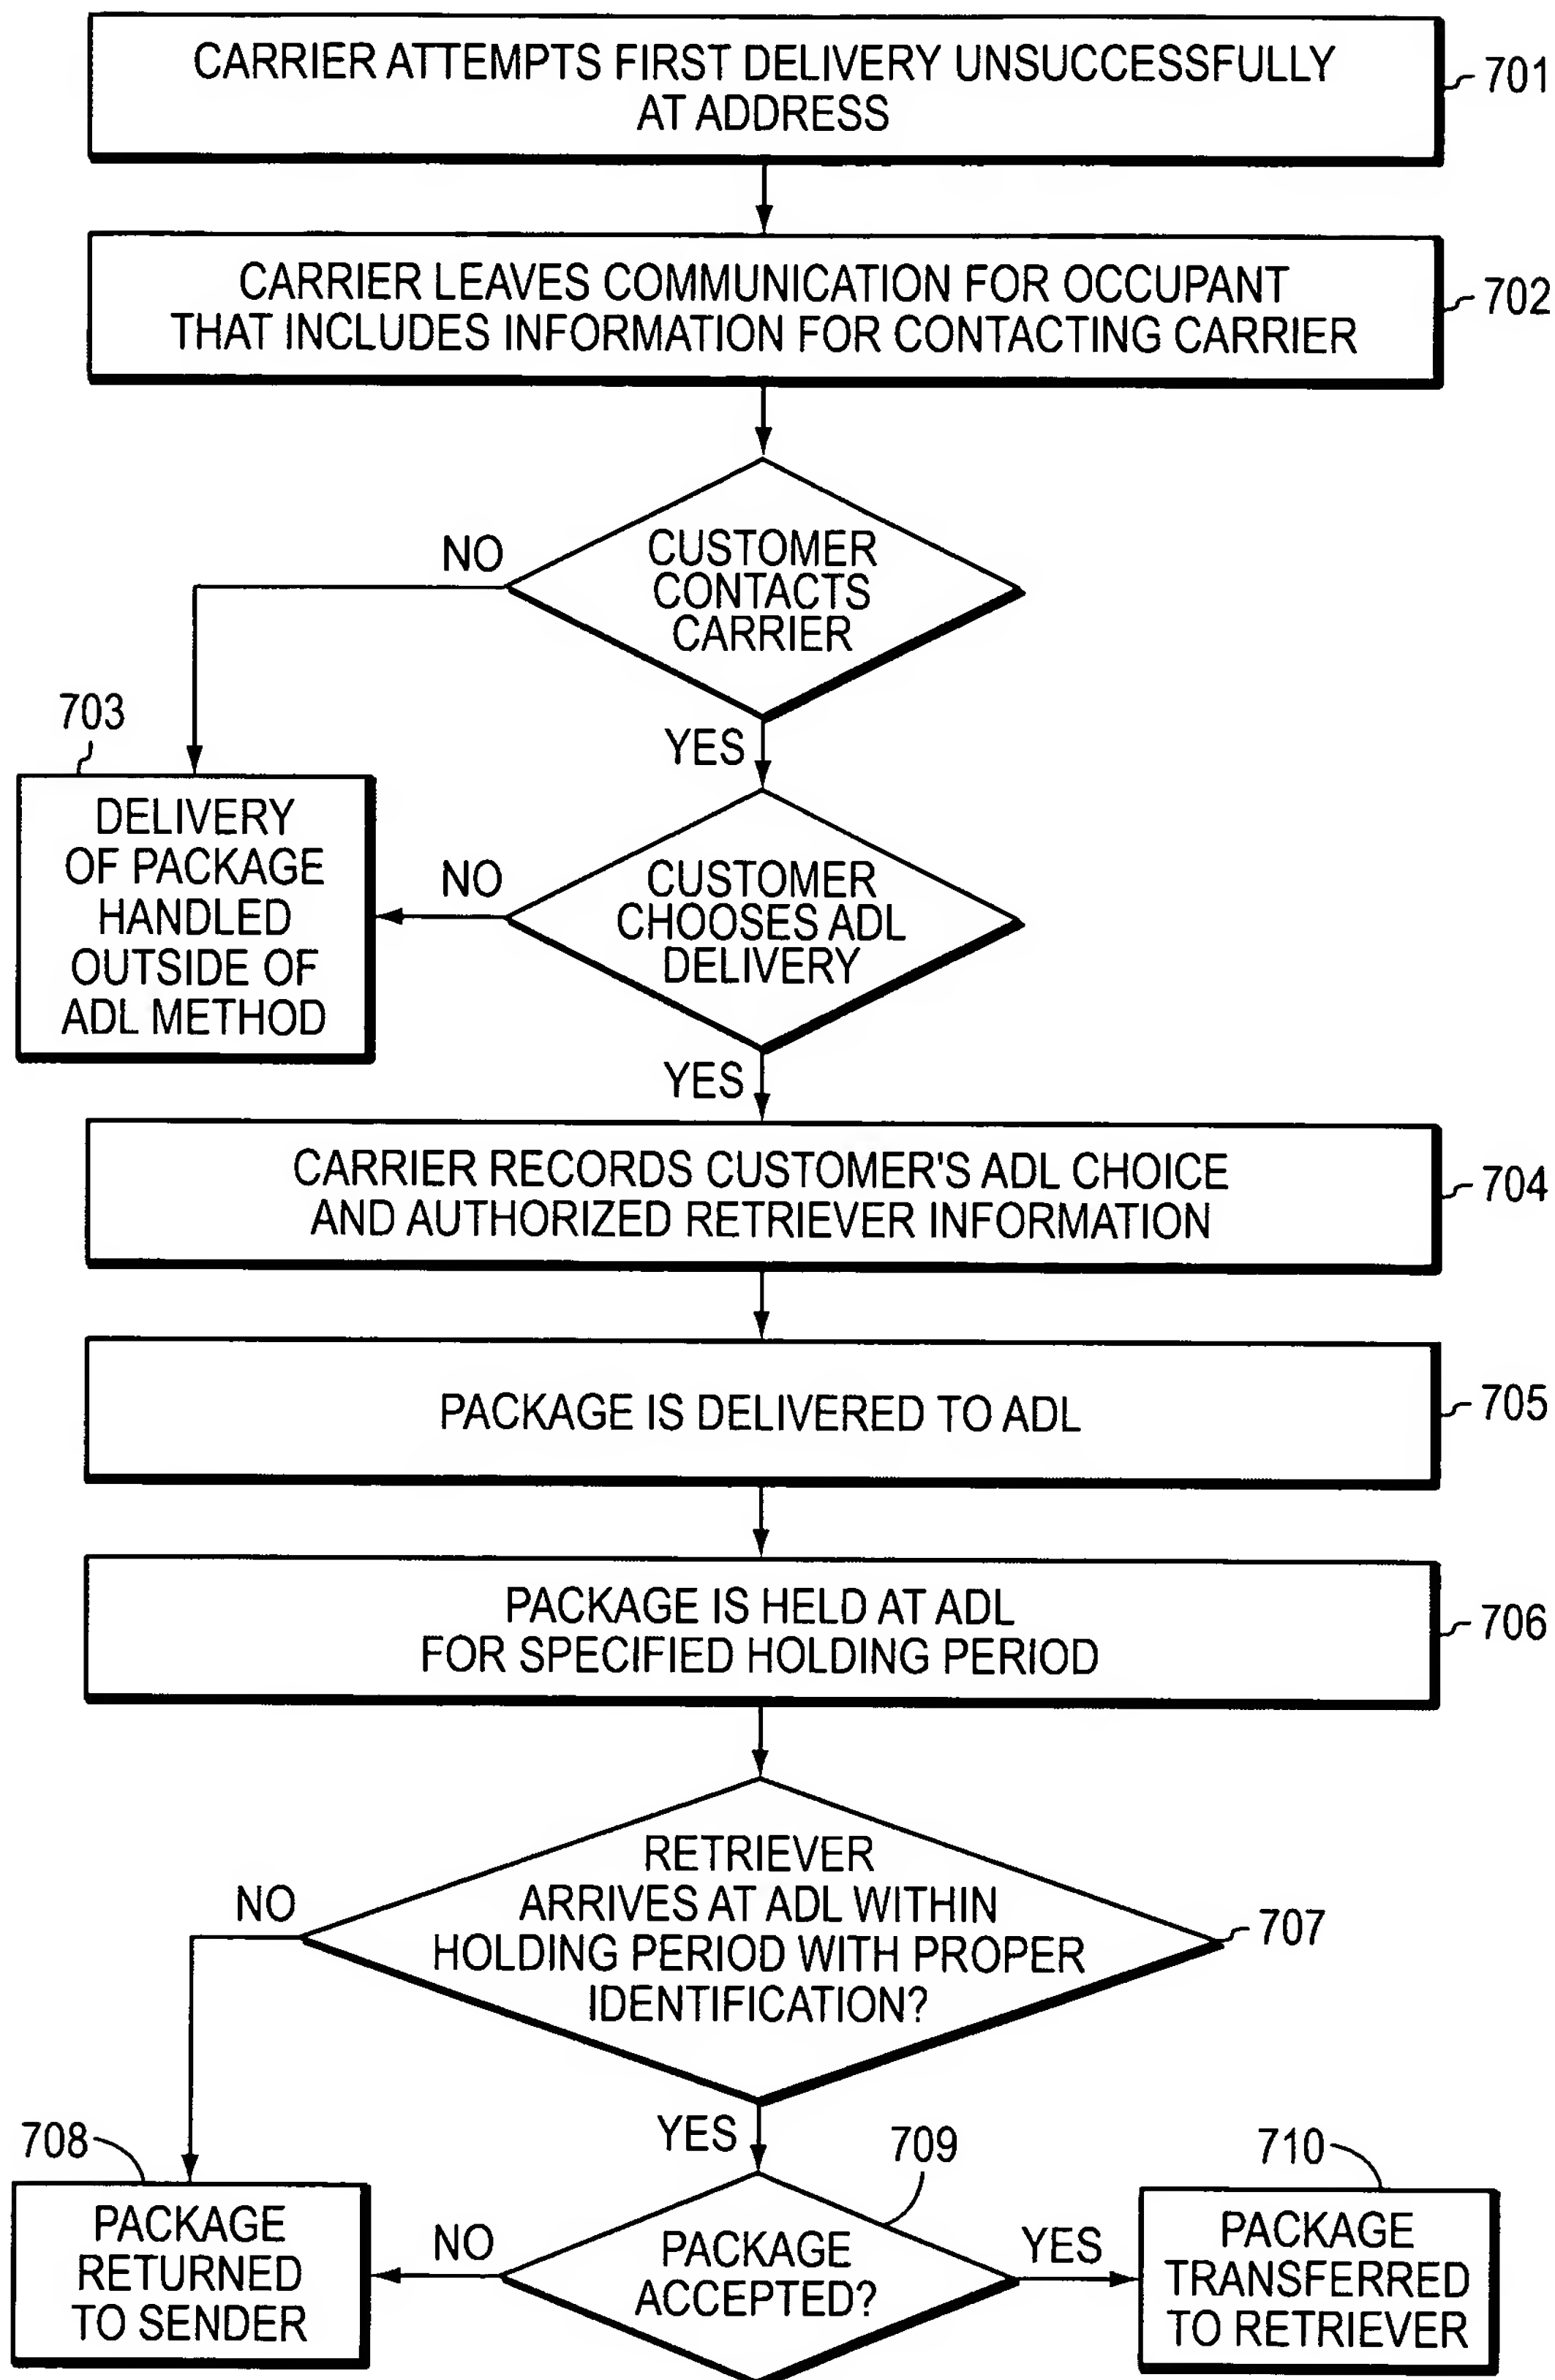 CARRIER ATTEMPTS FIRST DELIVERY UNSUCCESSFULLY
AT ADDRESS
701
CARRIER LEAVES COMMUNICATION FOR OCCUPANT
THAT INCLUDES INFORMATION FOR CONTACTING CARRIER
702
NO
CUSTOMER
CONTACTS
CARRIER
YES
703
DELIVERY
OF PACKAGE
HANDLED
OUTSIDE OF
ADL METHOD
NO
CUSTOMER
CHOOSES ADL
DELIVERY
YES
CARRIER RECORDS CUSTOMER'S ADL CHOICE
AND AUTHORIZED RETRIEVER INFORMATION
704
PACKAGE IS DELIVERED TO ADL
705
PACKAGE IS HELD AT ADL
FOR SPECIFIED HOLDING PERIOD
706
NO
RETRIEVER
ARRIVES AT ADL WITHIN
HOLDING PERIOD WITH PROPER
IDENTIFICATION?
707
YES
708
PACKAGE
RETURNED
TO SENDER
NO
709
PACKAGE
ACCEPTED?
YES
710
PACKAGE
TRANSFERRED
TO RETRIEVER